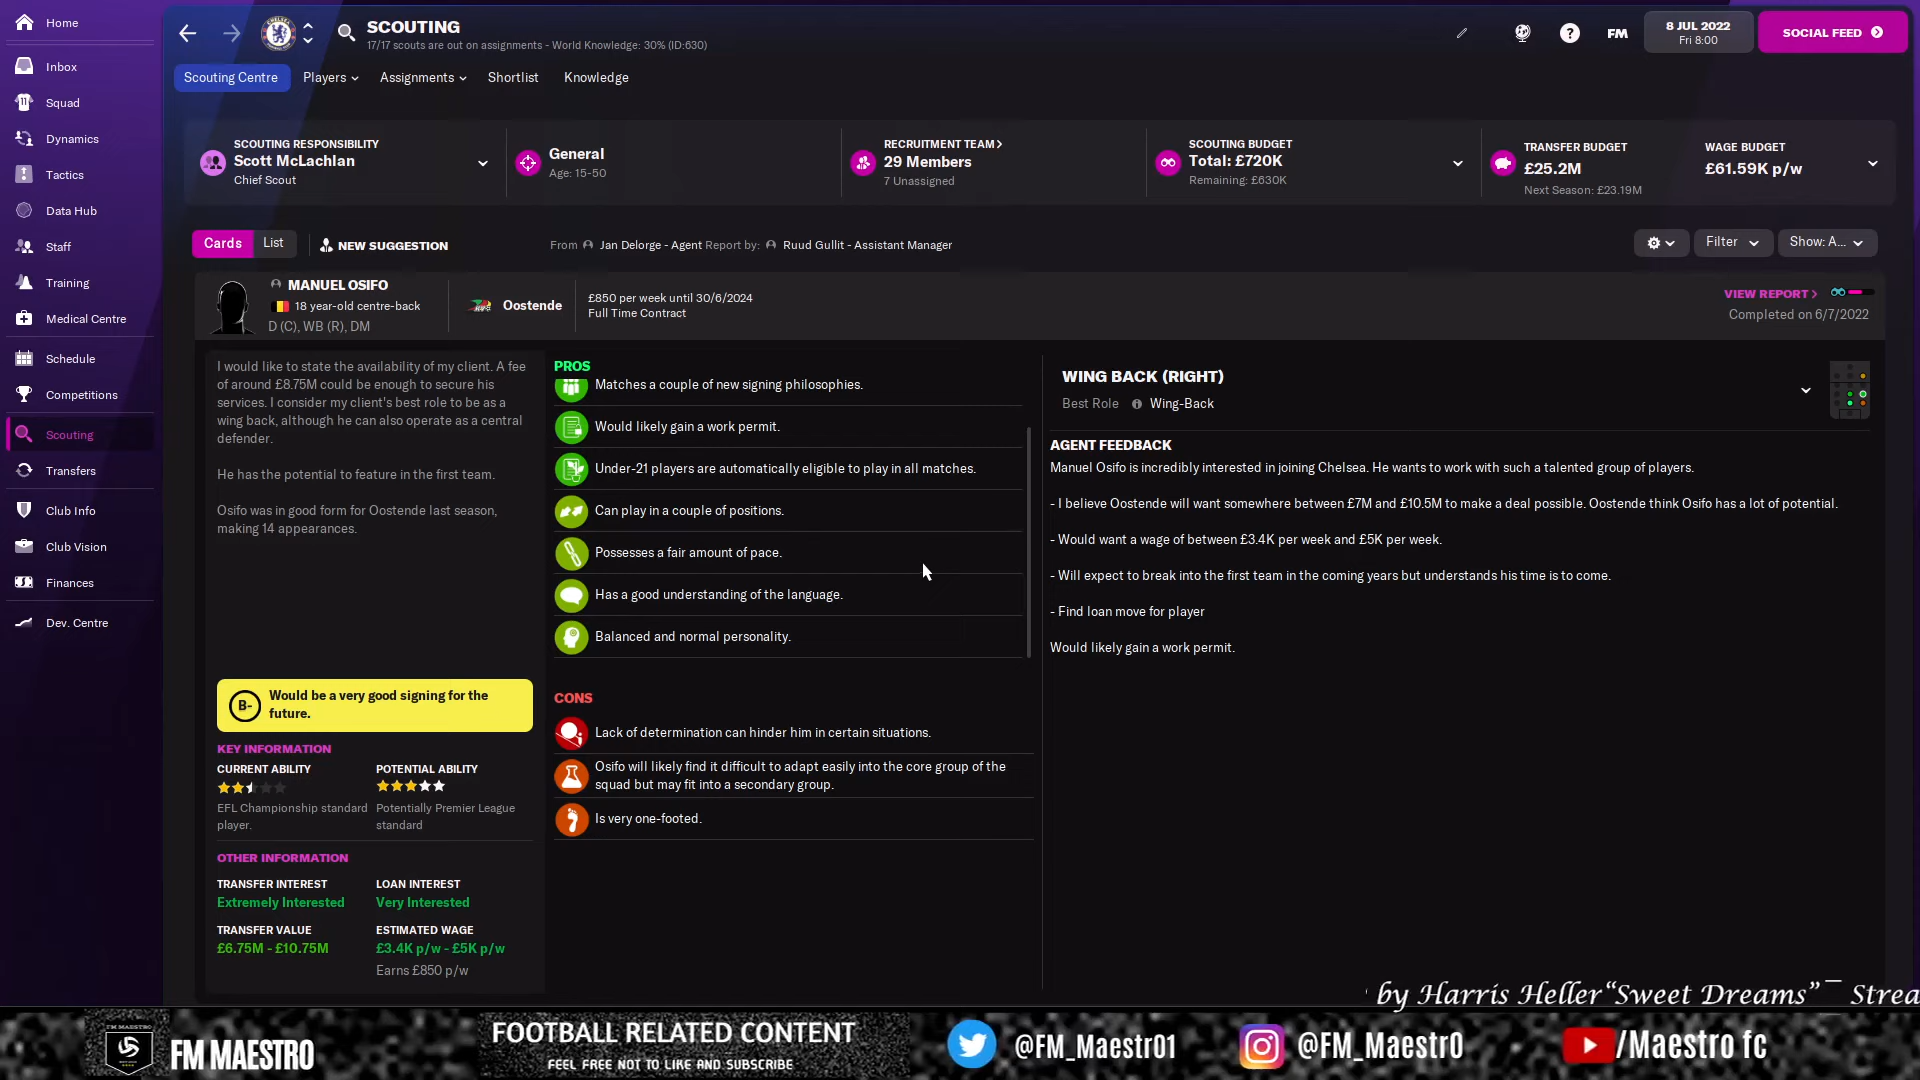 Home
Inbox
Squad
Dynamics
Tactics
Data Hub
Staff
Training
Medical Centre
Schedule
Competitions
Scouting
Transfers
Club Info
Club Vision
Finances
Dev. Centre
SCOUTING
17/17 scouts are out on assignments - World Knowledge: 30% (ID:630)
FM
8 JUL 2022
Fri 8:00
SOCIAL FEED
Scouting Centre
Players
Assignments
Shortlist
Knowledge
SCOUTING RESPONSIBILITY
Scott McLachlan
Chief Scout
General
Age: 15-50
RECRUITMENT TEAM
29 Members
7 Unassigned
SCOUTING BUDGET
Total: £720K
Remaining: £630K
TRANSFER BUDGET
£25.2M
Next Season: £23.19M
WAGE BUDGET
£61.59K p/w
Cards
List
NEW SUGGESTION
From Jan Delorge - Agent Report by: Ruud Gullit - Assistant Manager
Filter
Show: A...
MANUEL OSIFO
18 year-old centre-back
D (C), WB (R), DM
Oostende
£850 per week until 30/6/2024
Full Time Contract
VIEW REPORT
Completed on 6/7/2022
I would like to state the availability of my client. A fee
of around £8.75M could be enough to secure his
services. I consider my client's best role to be as a
wing back, although he can also operate as a central
defender.
He has the potential to feature in the first team.
Osifo was in good form for Oostende last season,
making 14 appearances.
B-
Would be a very good signing for the
future.
KEY INFORMATION
CURRENT ABILITY
EFL Championship standard
player.
POTENTIAL ABILITY
Potentially Premier League
standard
OTHER INFORMATION
TRANSFER INTEREST
Extremely Interested
LOAN INTEREST
Very Interested
TRANSFER VALUE
£6.75M - £10.75M
ESTIMATED WAGE
£3.4K p/w - £5K p/w
Earns £850 p/w
PROS
Matches a couple of new signing philosophies.
Would likely gain a work permit.
Under-21 players are automatically eligible to play in all matches.
Can play in a couple of positions.
Possesses a fair amount of pace.
Has a good understanding of the language.
Balanced and normal personality.
CONS
Lack of determination can hinder him in certain situations.
Osifo will likely find it difficult to adapt easily into the core group of the
squad but may fit into a secondary group.
Is very one-footed.
WING BACK (RIGHT)
Best Role Wing-Back
AGENT FEEDBACK
Manuel Osifo is incredibly interested in joining Chelsea. He wants to work with such a talented group of players.
- I believe Oostende will want somewhere between £7M and £10.5M to make a deal possible. Oostende think Osifo has a lot of potential.
- Would want a wage of between £3.4K per week and £5K per week.
- Will expect to break into the first team in the coming years but understands his time is to come.
- Find loan move for player
Would likely gain a work permit.
by Harris Heller “Sweet Dreams” Strea
FM MAESTRO
FM MAESTRO
FOOTBALL RELATED CONTENT
FEEL FREE NOT TO LIKE AND SUBSCRIBE
@FM_Maestr01
@FM_Maestr0
/Maestro fc